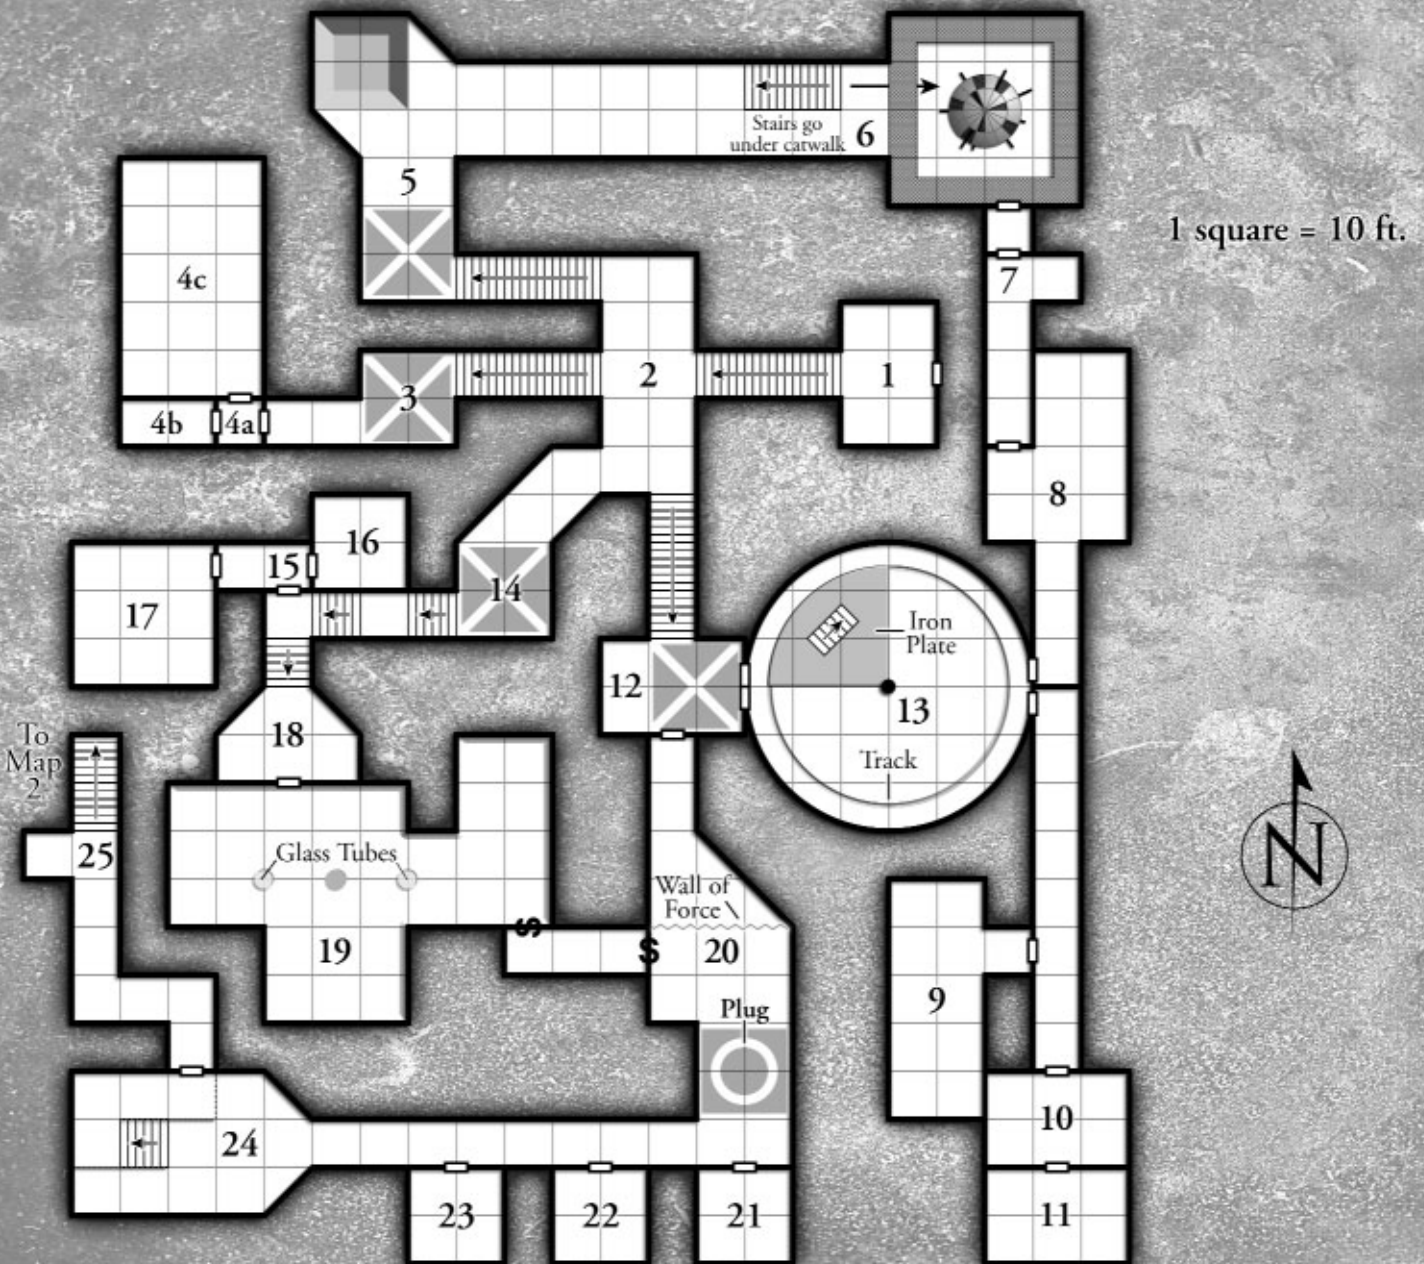 Stairs go
under catwalk
6
5
1 square = 10 ft.
4c
7
2
1
3
4b
4a
8
16
15
14
17
Iron
Plate
12
13
18
To
Map
2
Track
25
Glass Tubes
Wall of
Force
N
S
S
20
19
9
Plug
10
24
23
22
21
11